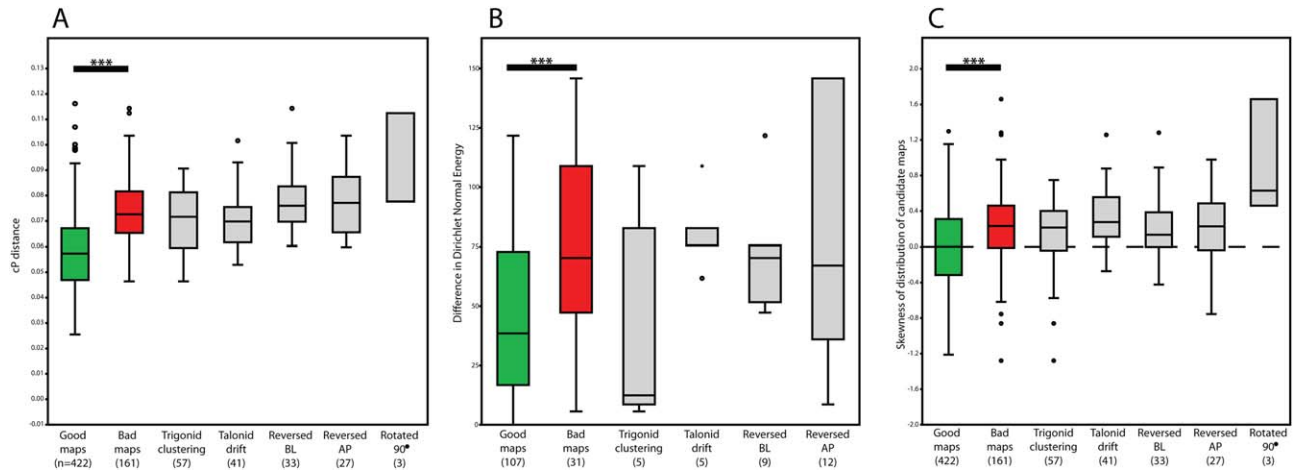 A
B
C
***
***
***
cP distance
0.13
0.12
0.11
0.10
0.09
0.08
0.07
0.06
0.05
0.04
0.03
0.02
0.01
0.00
-0.01
Good
maps
(n=422)
Bad
maps
(161)
Trigonid
clustering
(57)
Talonid
drift
(41)
Reversed
BL
(33)
Reversed
AP
(27)
Rotated
90°
(3)
Difference in Dirichlet Normal Energy
150
125
100
75
50
25
0
Good
maps
(107)
Bad
maps
(31)
Trigonid
clustering
(5)
Talonid
drift
(5)
Reversed
BL
(9)
Reversed
AP
(12)
Skewness of distribution of candidate maps
2.0
1.6
1.2
0.8
0.4
0.0
-0.4
-0.8
-1.2
-1.6
-2.0
Good
maps
(422)
Bad
maps
(161)
Trigonid
clustering
(57)
Talonid
drift
(41)
Reversed
BL
(33)
Reversed
AP
(27)
Rotated
90°
(3)